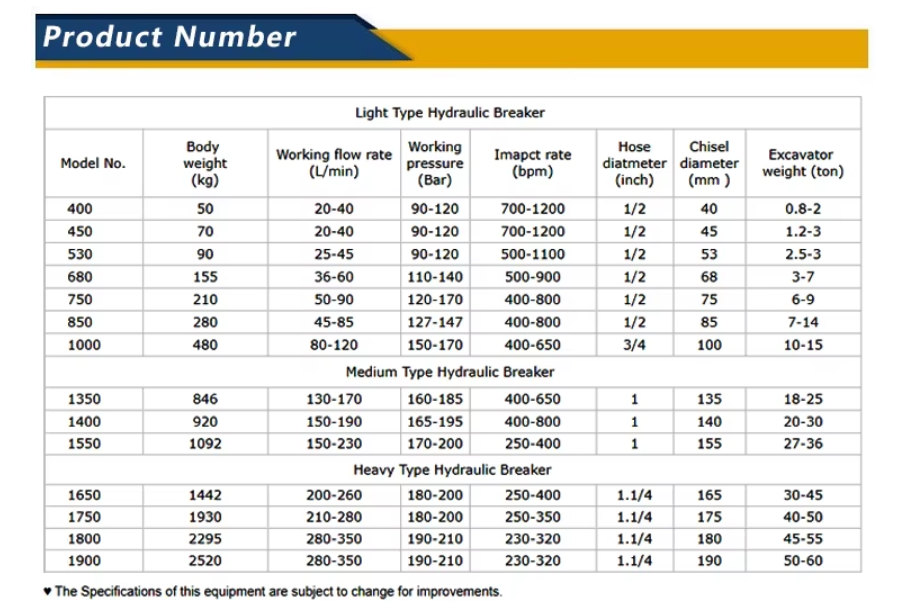 Product Number
Light Type Hydraulic Breaker
Model No. Body weight (kg) Working flow rate (L/min) Working pressure (Bar) Imapct rate (bpm) Hose diatmeter (inch) Chisel diameter (mm ) Excavator weight (ton)
400 50 20-40 90-120 700-1200 1/2 40 0.8-2
450 70 20-40 90-120 700-1200 1/2 45 1.2-3
530 90 25-45 90-120 500-1100 1/2 53 2.5-3
680 155 36-60 110-140 500-900 1/2 68 3-7
750 210 50-90 120-170 400-800 1/2 75 6-9
850 280 45-85 127-147 400-800 1/2 85 7-14
1000 480 80-120 150-170 400-650 3/4 100 10-15
Medium Type Hydraulic Breaker
1350 846 130-170 160-185 400-650 1 135 18-25
1400 920 150-190 165-195 400-800 1 140 20-30
1550 1092 150-230 170-200 250-400 1 155 27-36
Heavy Type Hydraulic Breaker
1650 1442 200-260 180-200 250-400 1.1/4 165 30-45
1750 1930 210-280 180-200 250-350 1.1/4 175 40-50
1800 2295 280-350 190-210 230-320 1.1/4 180 45-55
1900 2520 280-350 190-210 230-320 1.1/4 190 50-60
♥ The Specifications of this equipment are subject to change for improvements.